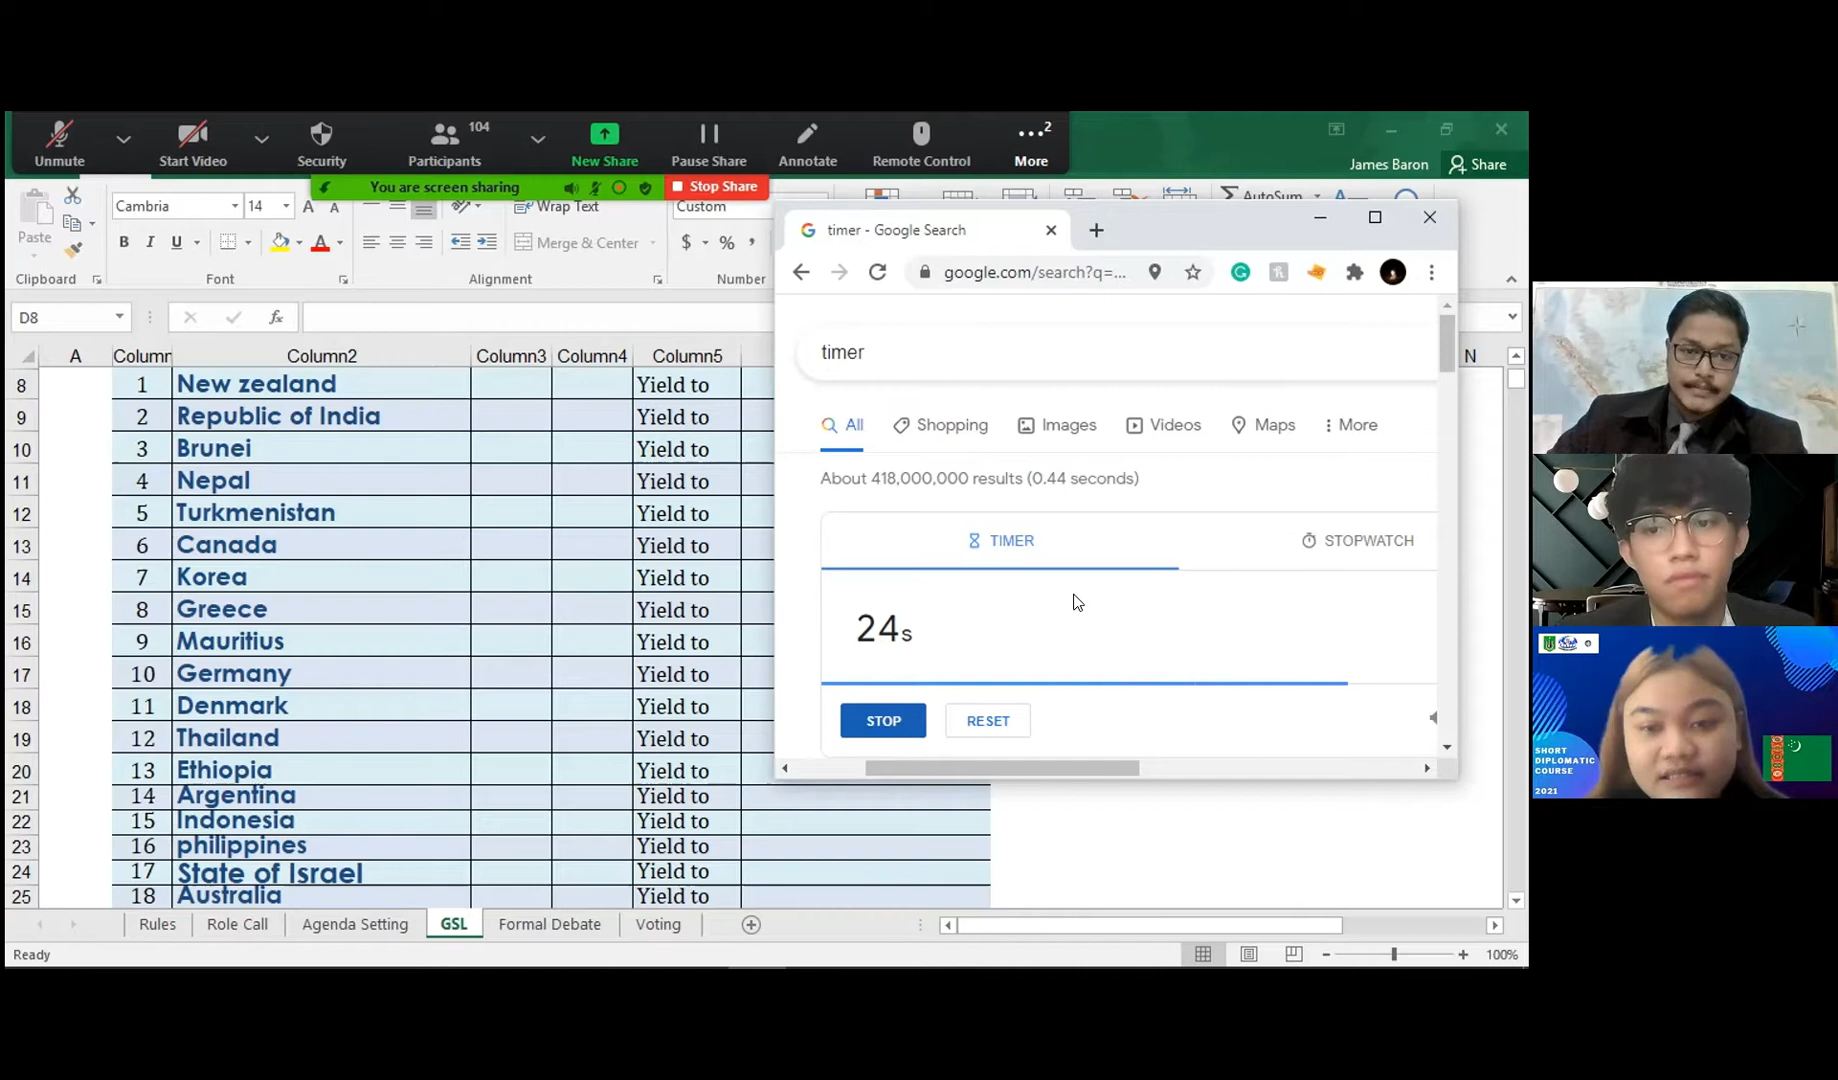 104
2
Unmute
Start Video
Security
Participants
New Share
Pause Share
Annotate
Remote Control
More
James Baron
Share
You are screen sharing
Stop Share
Cambria
14
Wrap Text
Custom
AutoSum
Paste
B I U
A
Merge & Center
$ % ,
Clipboard
Font
Alignment
Number
D8
fx
A Column Column2 Column3 Column4 Column5 N
8 1 New zealand Yield to
9 2 Republic of India Yield to
10 3 Brunei Yield to
11 4 Nepal Yield to
12 5 Turkmenistan Yield to
13 6 Canada Yield to
14 7 Korea Yield to
15 8 Greece Yield to
16 9 Mauritius Yield to
17 10 Germany Yield to
18 11 Denmark Yield to
19 12 Thailand Yield to
20 13 Ethiopia Yield to
21 14 Argentina Yield to
22 15 Indonesia Yield to
23 16 philippines Yield to
24 17 State of Israel Yield to
25 18 Australia Yield to
Rules Role Call Agenda Setting GSL Formal Debate Voting
Ready
100%
timer - Google Search
google.com/search?q=...
timer
All Shopping Images Videos Maps More
About 418,000,000 results (0.44 seconds)
TIMER STOPWATCH
24s
STOP RESET
SHORT
DIPLOMATIC
COURSE
2021